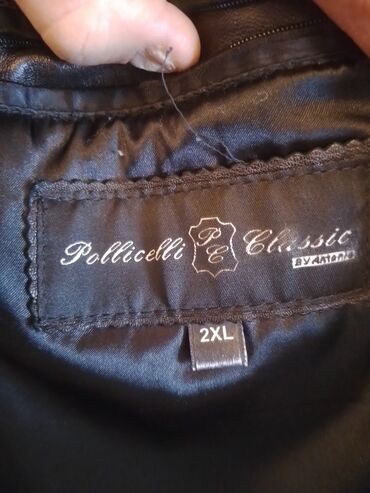 Pollicelli PC Classic
BY Antonio
2XL